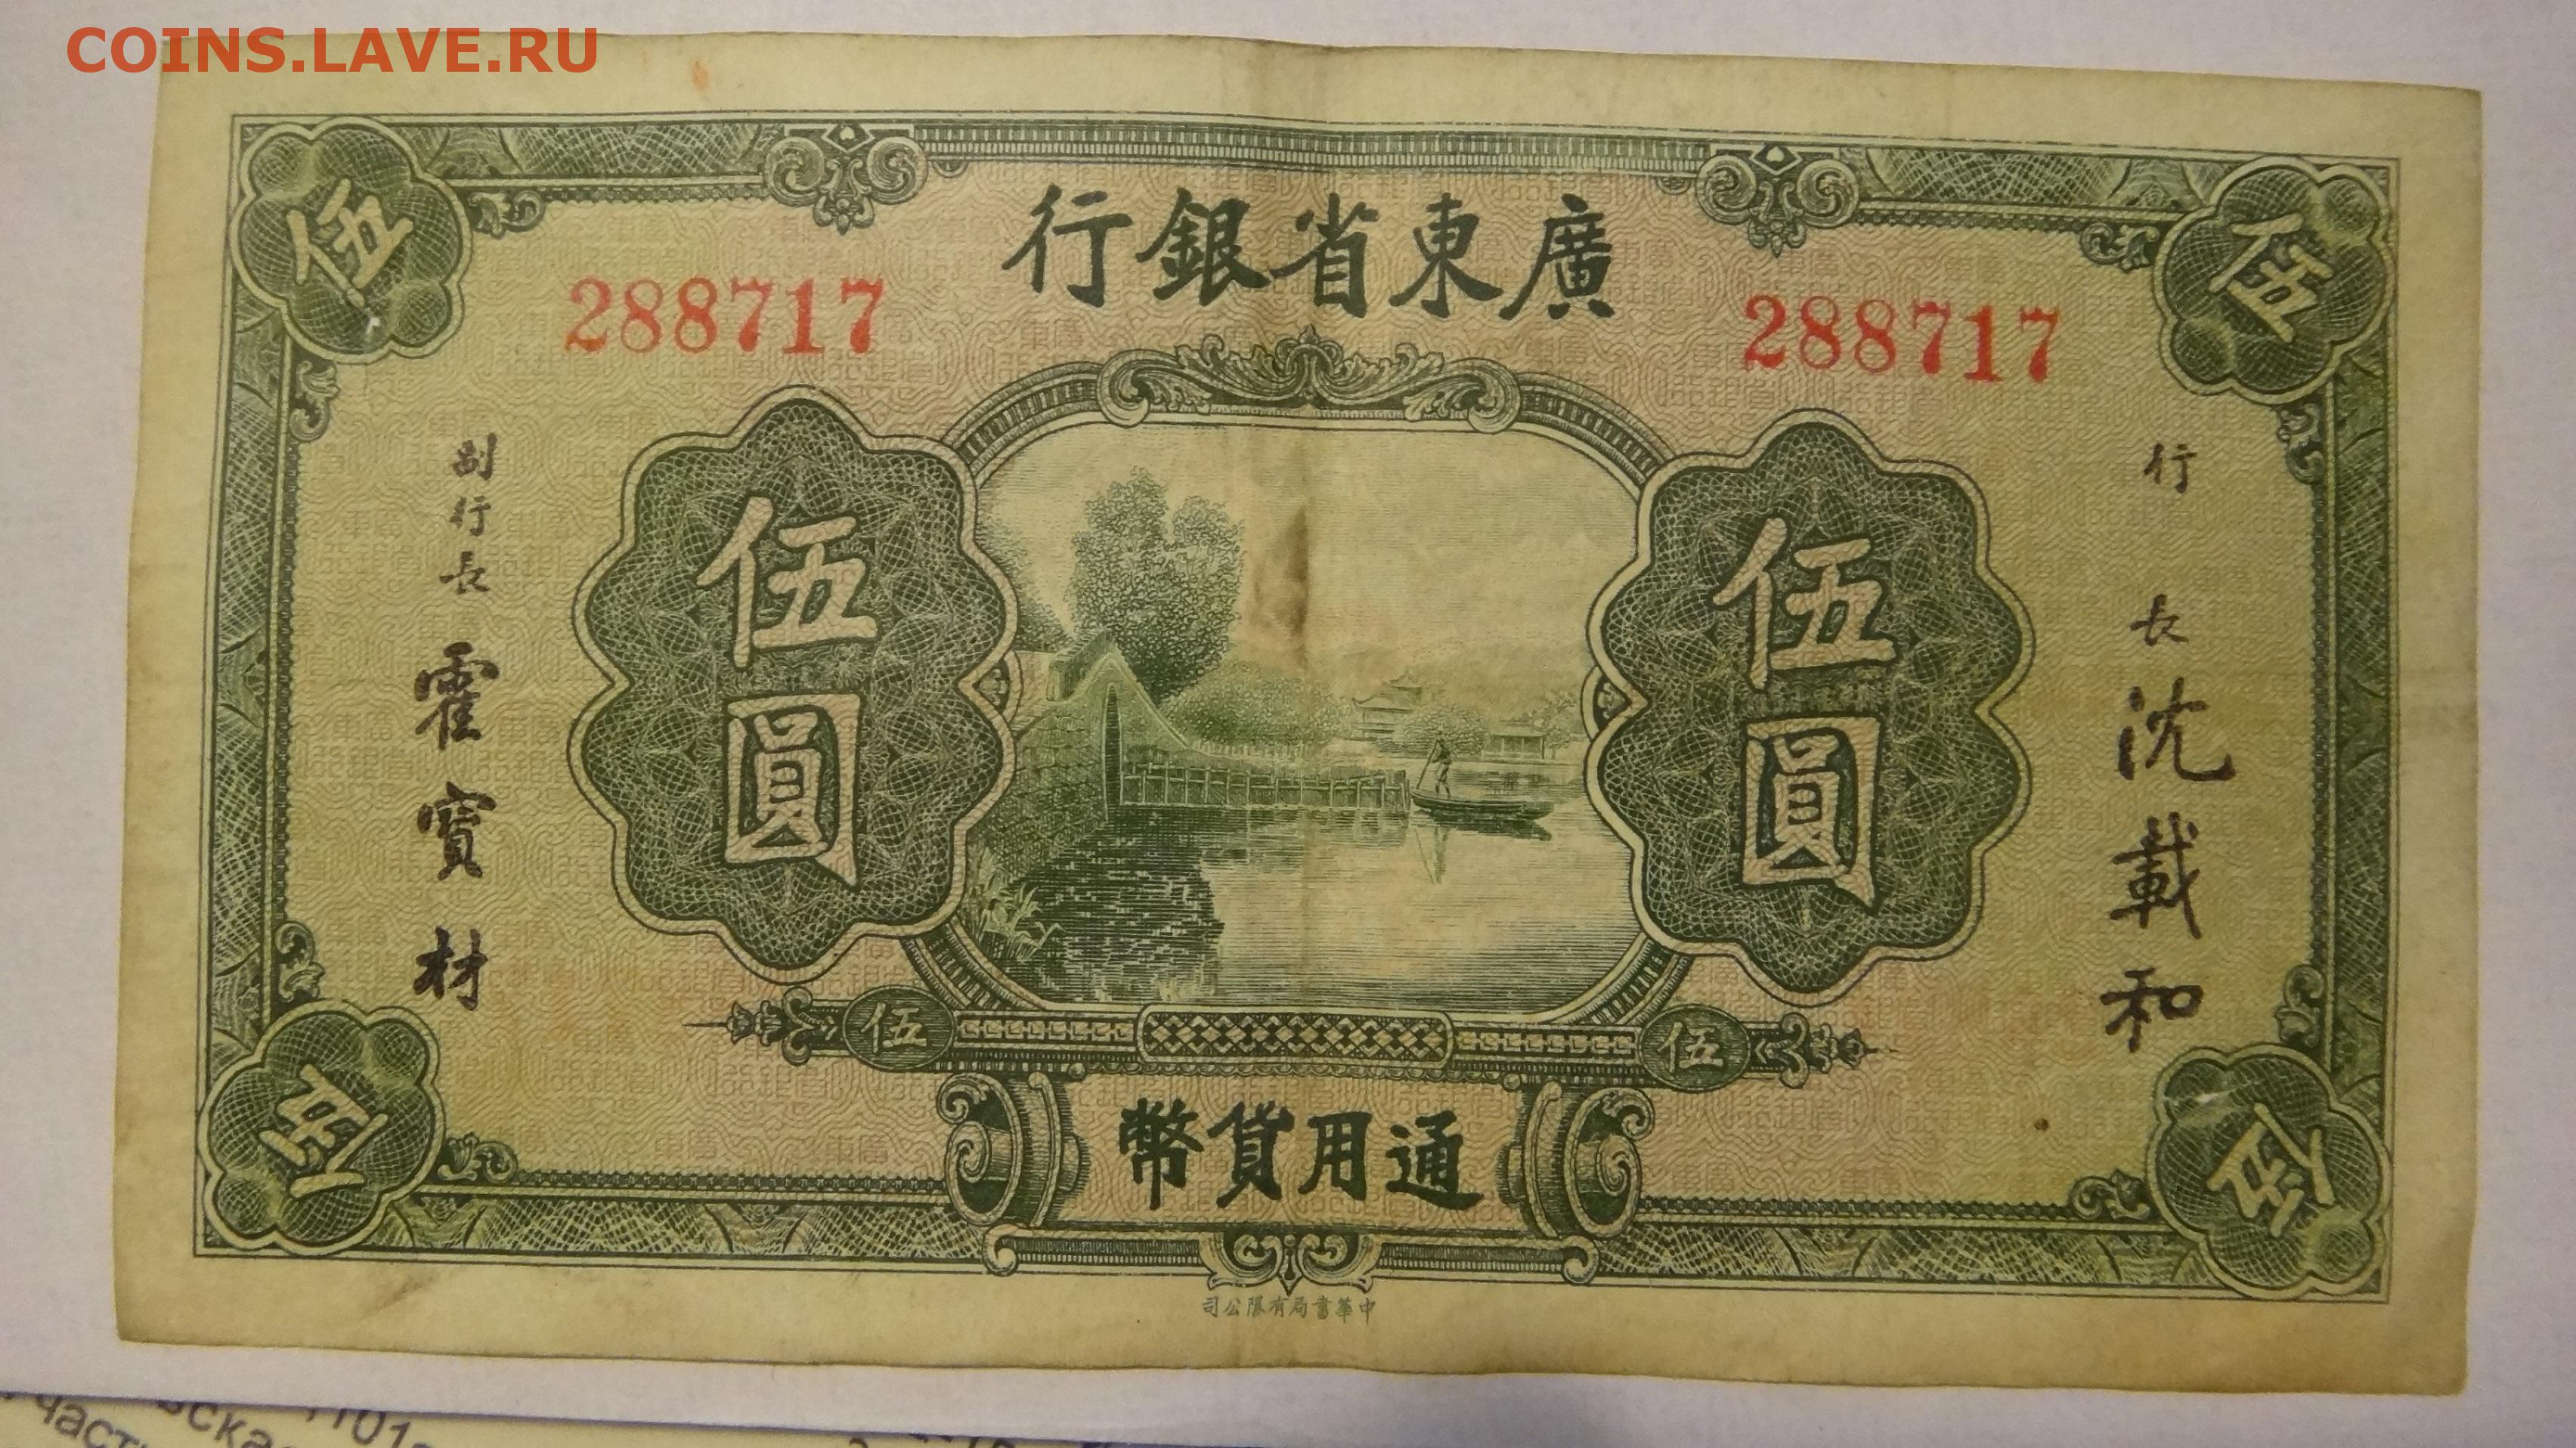 COINS.LAVE.RU
廣東省銀行
288717
288717
伍
伍
伍圓
伍圓
行長
沈載和
副行長
霍寶材
伍
伍
通用貨幣
伍
伍
中華書局有限公司